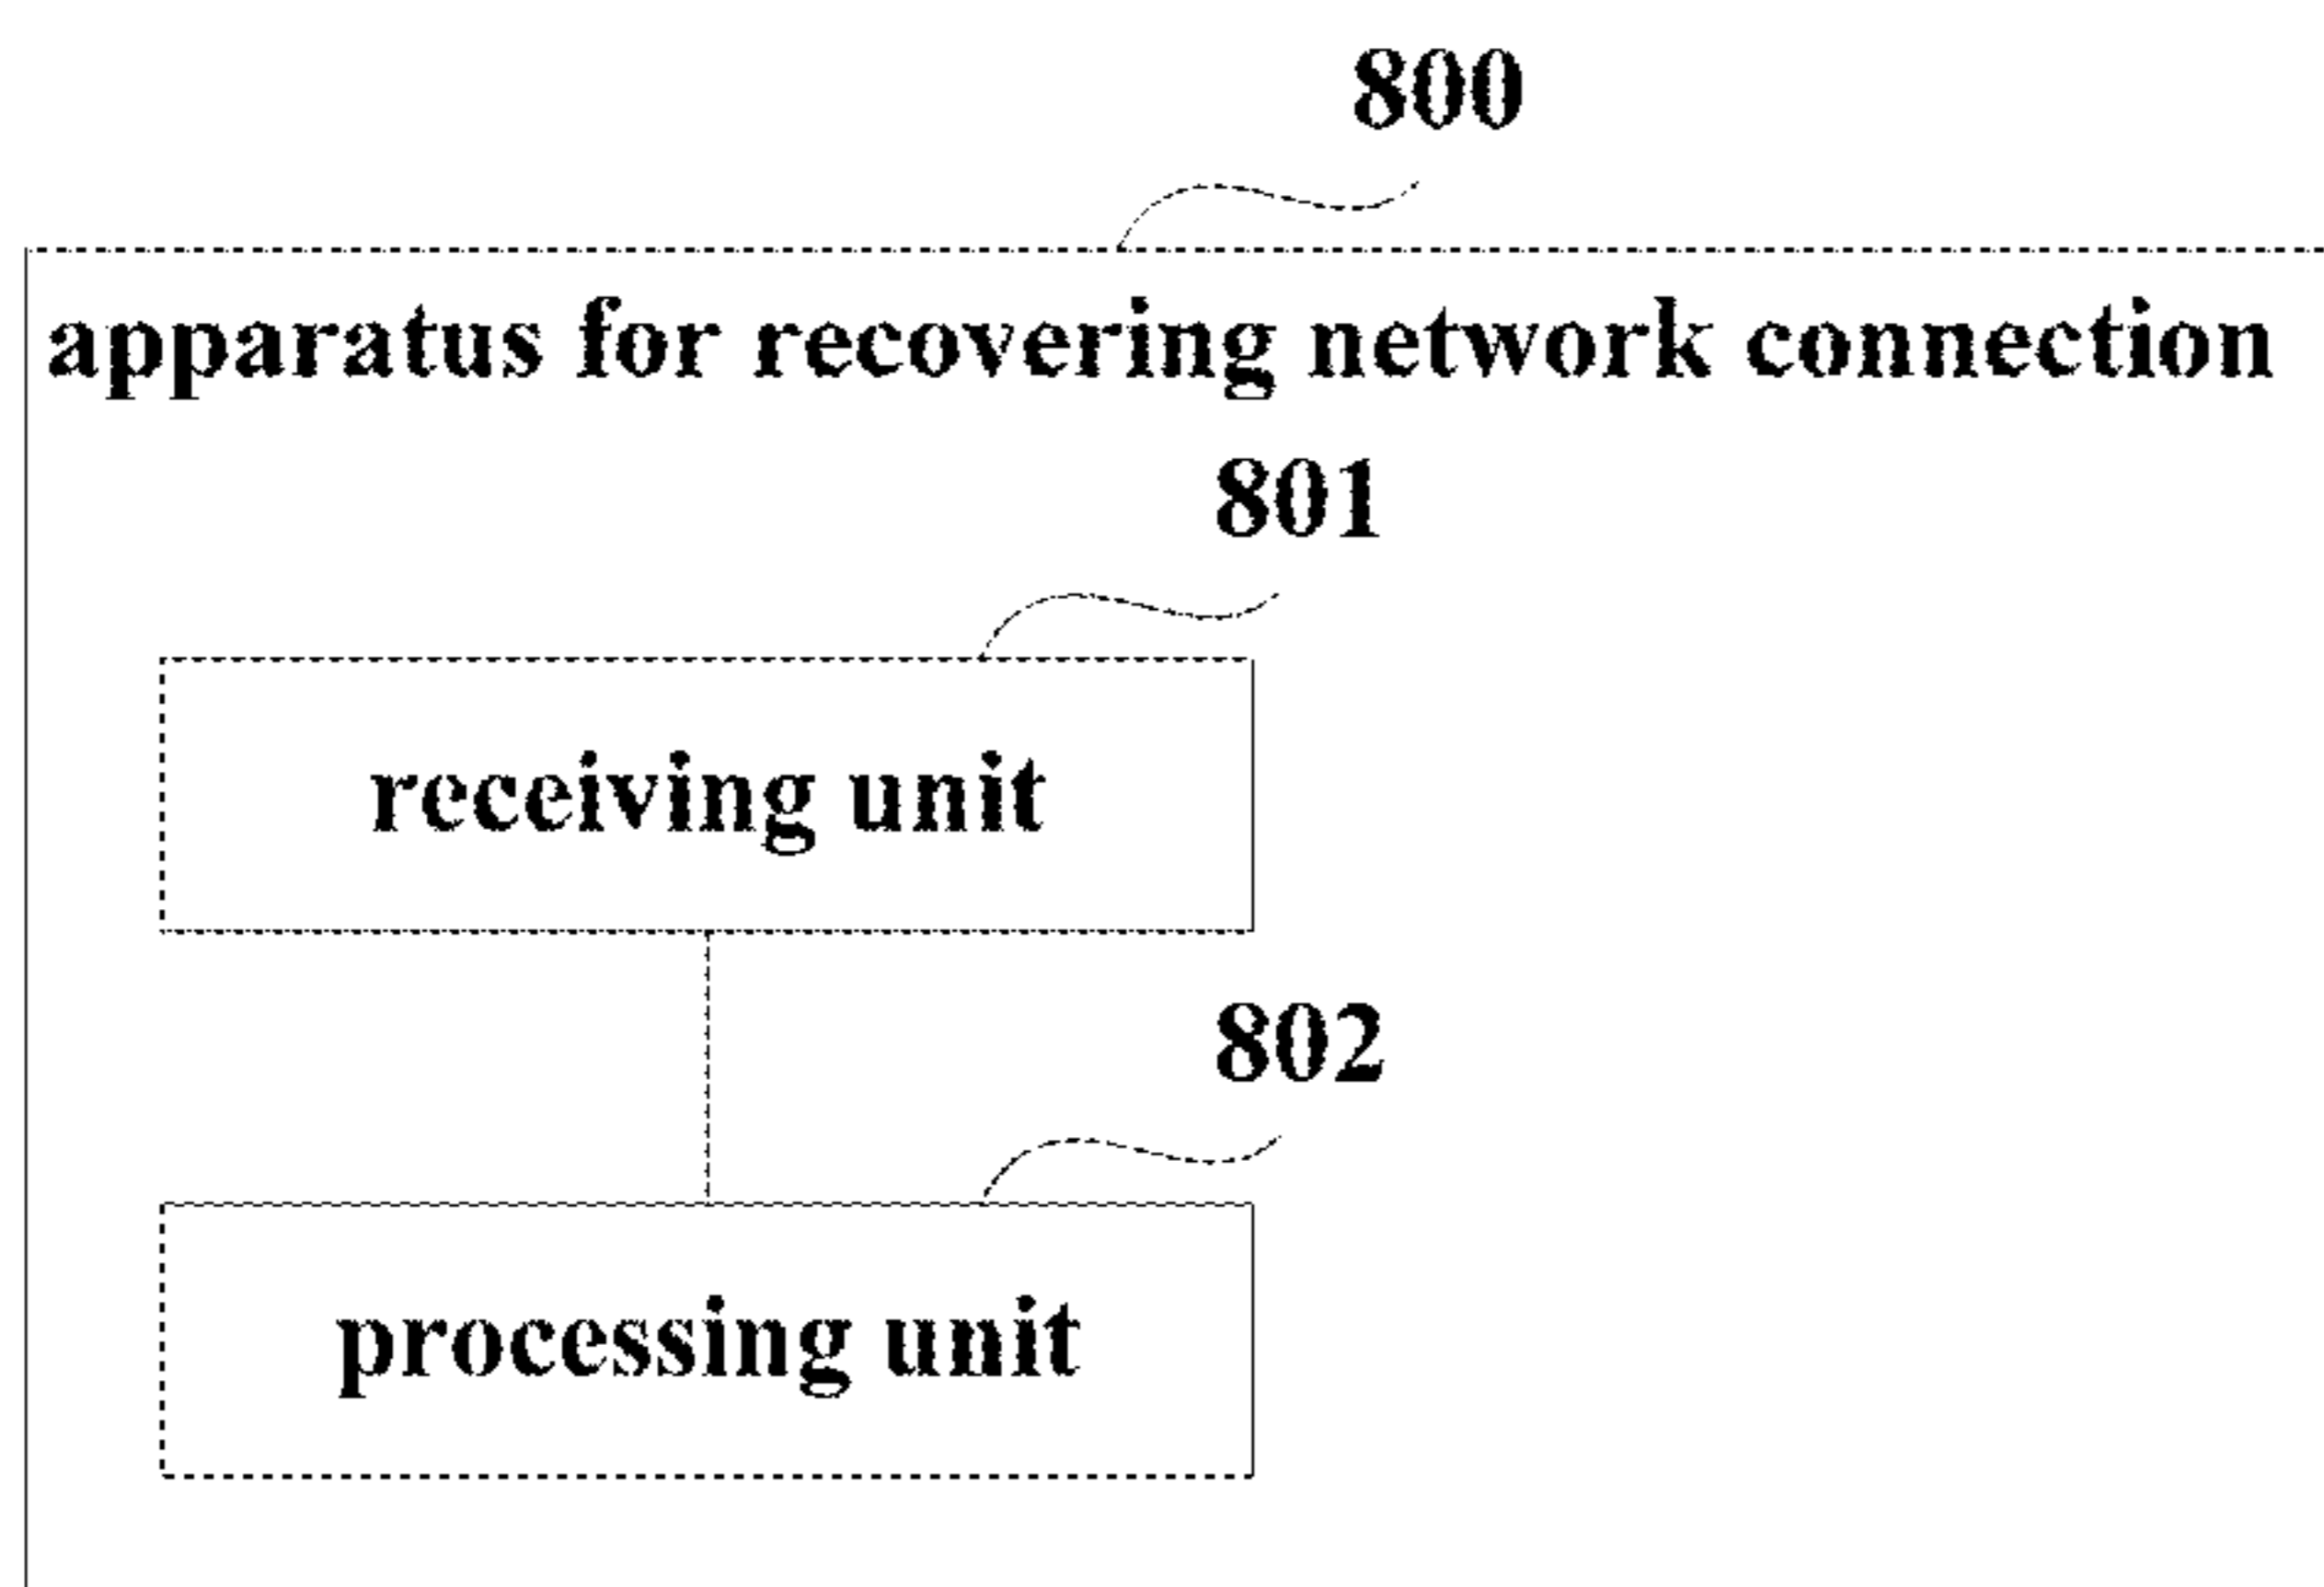 800
apparatus for recovering network connection
801
receiving unit
802
processing unit